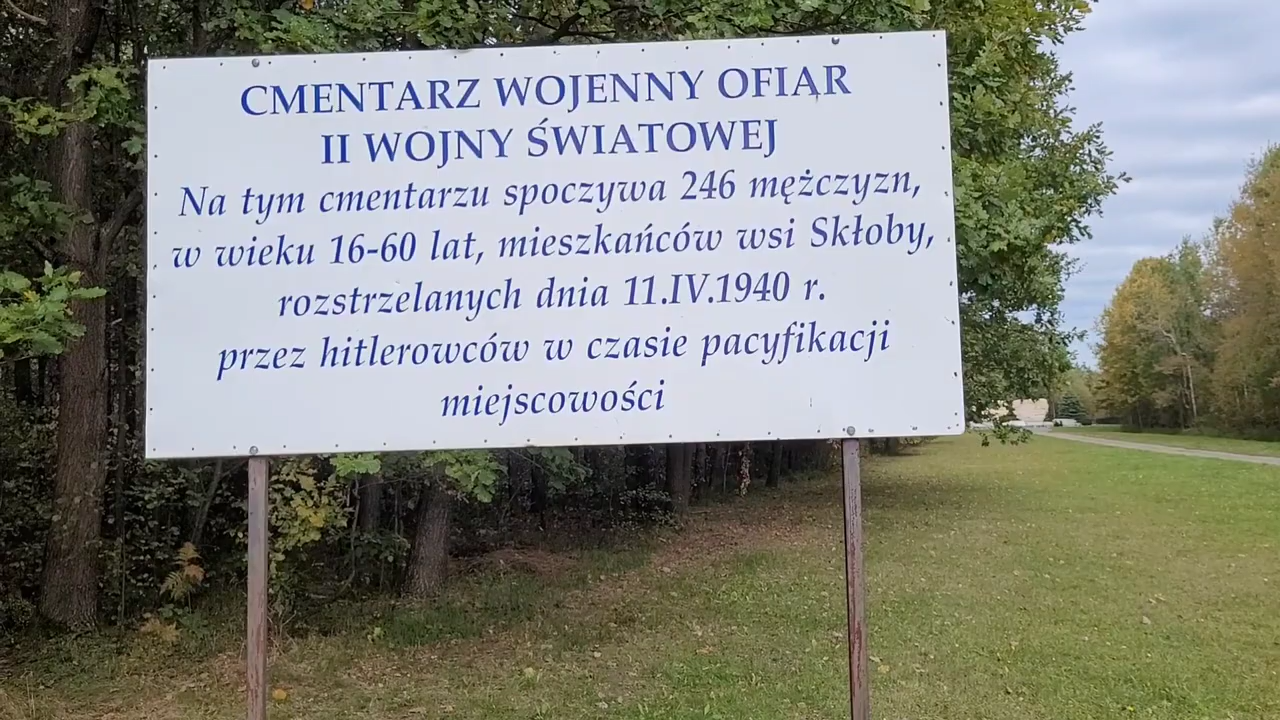 CMENTARZ WOJENNY OFIAR
II WOJNY ŚWIATOWEJ
Na tym cmentarzu spoczywa 246 mężczyzn,
w wieku 16-60 lat, mieszkańców wsi Skłoby,
rozstrzelanych dnia 11.IV.1940 r.
przez hitlerowców w czasie pacyfikacji
miejscowości